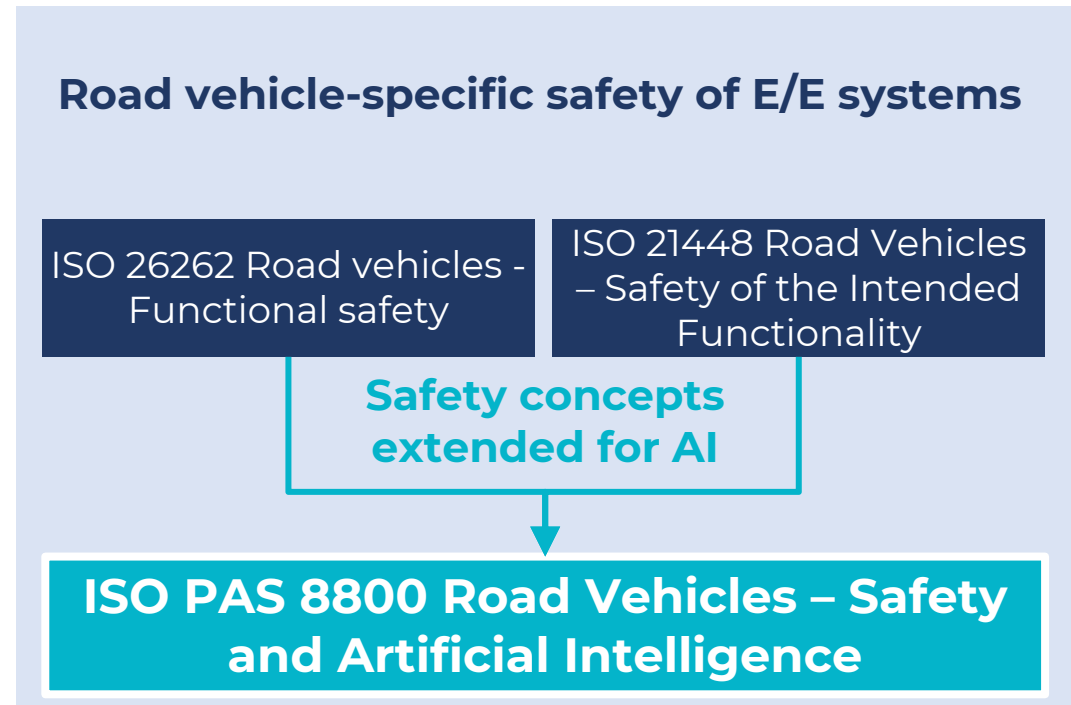 Road vehicle-specific safety of E/E systems
ISO 26262 Road vehicles -
Functional safety
ISO 21448 Road Vehicles
– Safety of the Intended
Functionality
Safety concepts
extended for AI
ISO PAS 8800 Road Vehicles – Safety
and Artificial Intelligence